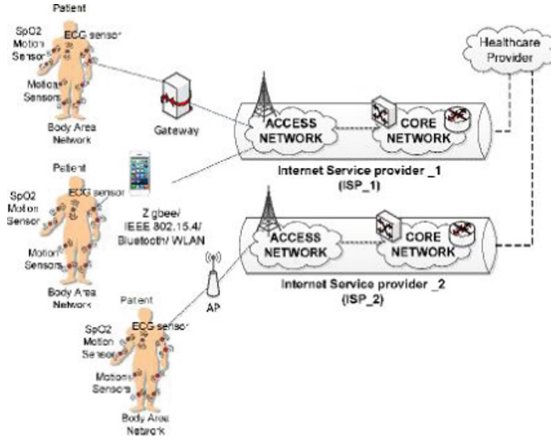 Patient
SpO2 ECG sensor
Motion
Sensor
Motions
Sensors
Body Area
Network
Gateway
ACCESS
NETWORK
CORE
NETWORK
Internet Service provider _1
(ISP_1)
Healthcare
Provider
Patient
SpO2 ECG sensor
Motion
Sensor
Motions
Sensors
Body Area
Network
Zigbee/
IEEE 802.15.4/
Bluetooth/ WLAN
ACCESS
NETWORK
CORE
NETWORK
Internet Service provider _2
(ISP_2)
AP
Patient
SpO2 ECG sensor
Motion
Sensor
Motions
Sensors
Body Area
Network